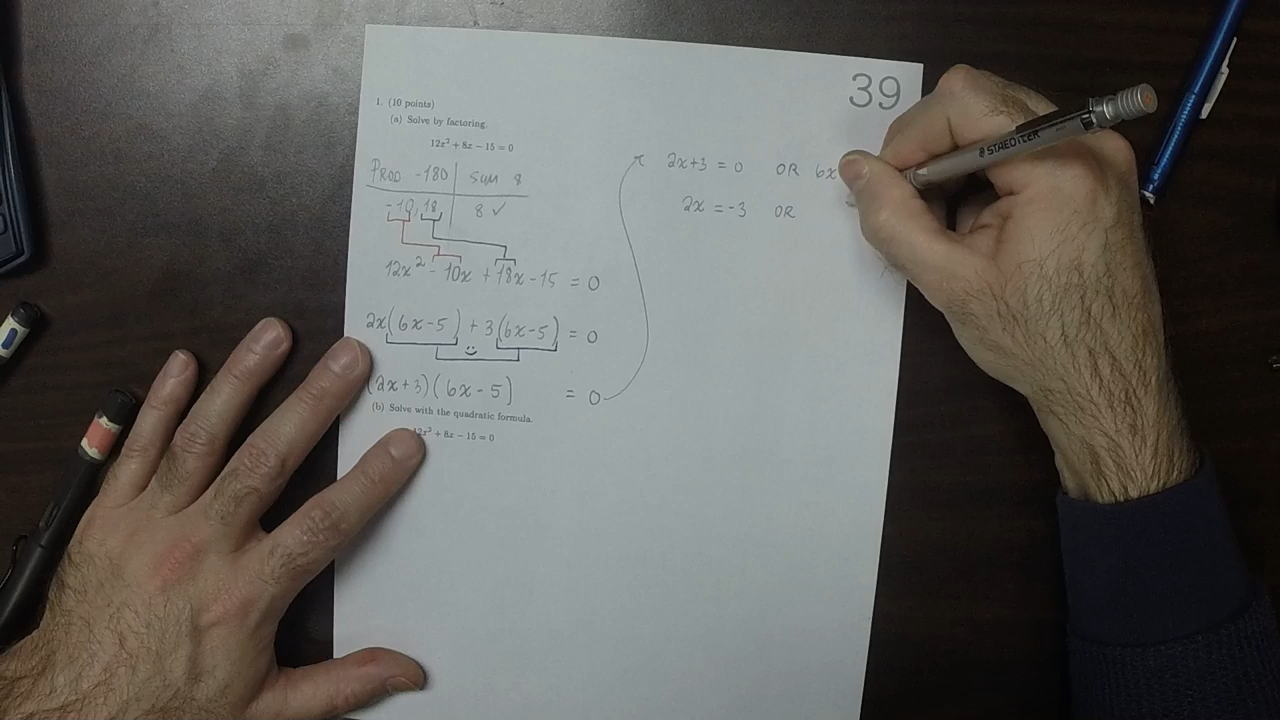 39
1. (10 points)
(a) Solve by factoring.
12x² + 8x − 15 = 0
PROD -180 | SUM 8
-10, 18 | 8 ✓
12x² - 10x + 18x - 15 = 0
2x(6x-5) + 3(6x-5) = 0
(2x+3)(6x-5) = 0
(b) Solve with the quadratic formula.
12x² + 8x − 15 = 0
2x+3 = 0 OR 6x
2x = -3 OR
STAEDTLER